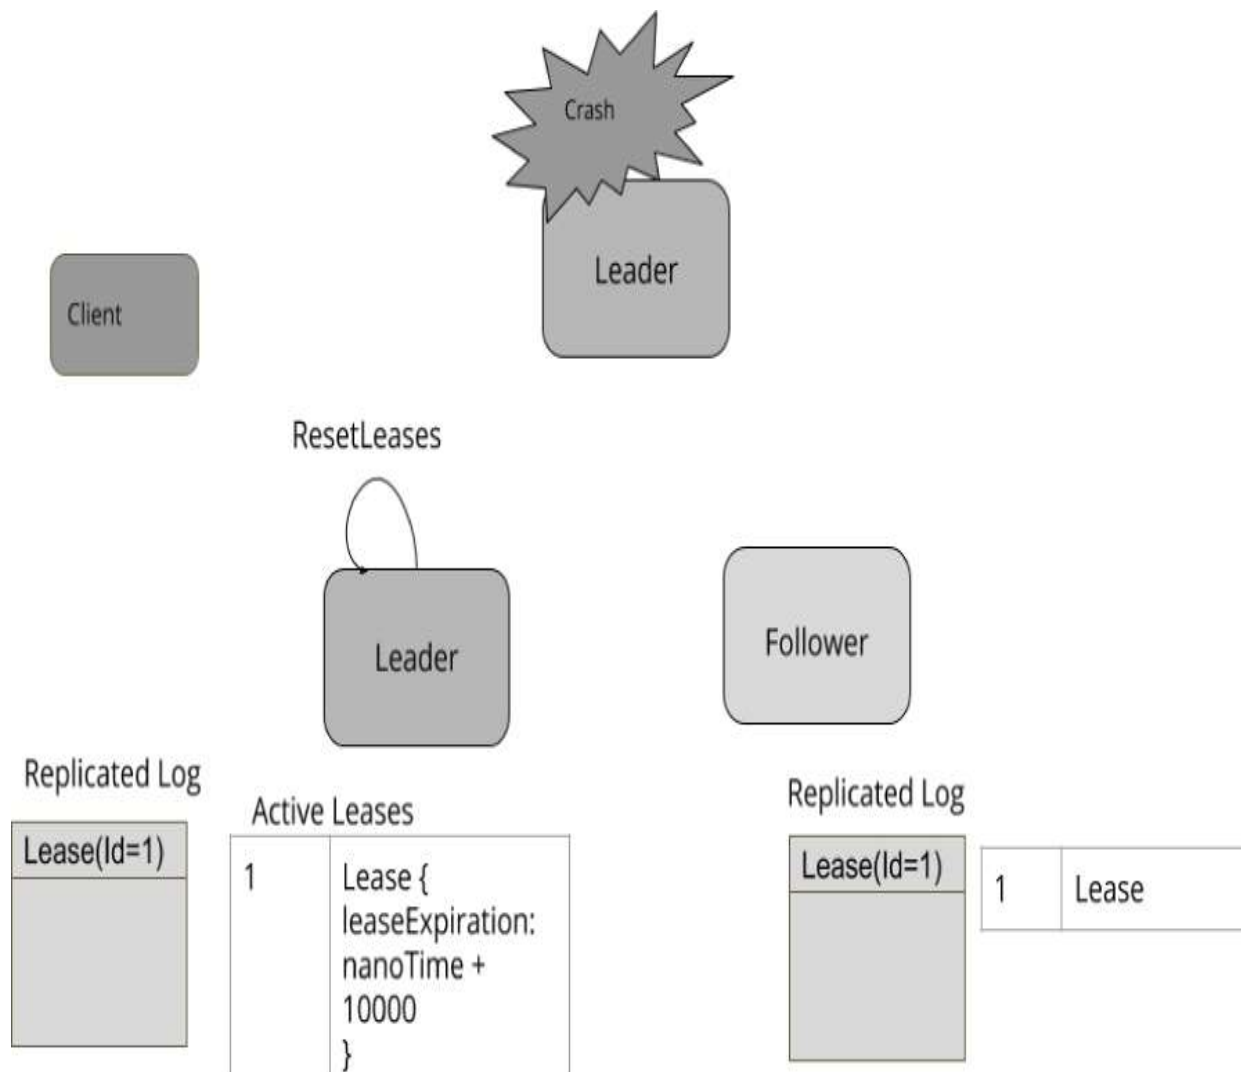 Crash
Leader
Client
ResetLeases
Leader
Follower
Replicated Log
Lease(Id=1)
Active Leases
1
Lease {
leaseExpiration:
nanoTime +
10000
}
Replicated Log
Lease(Id=1)
1
Lease